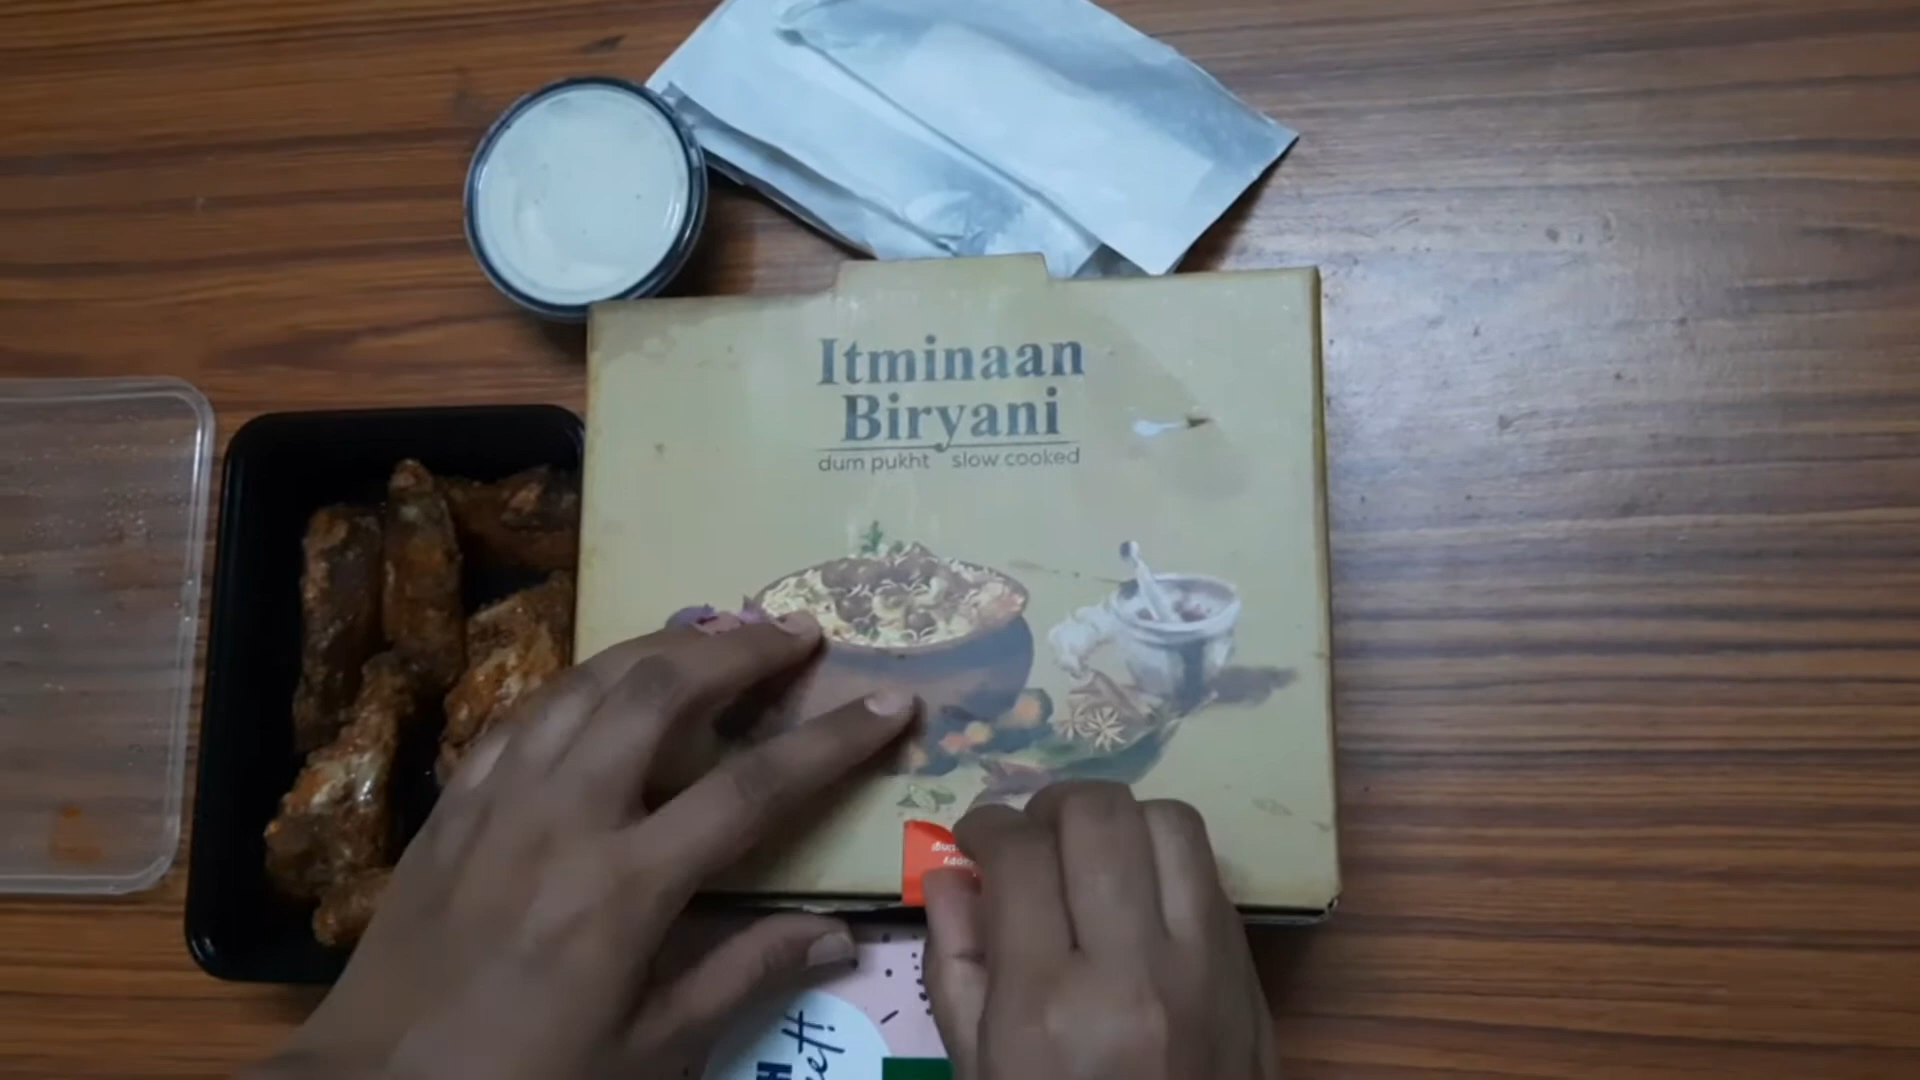 Itminaan
Biryani
dum pukht slow cooked